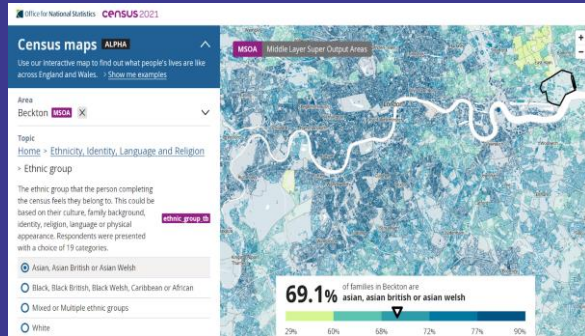 Office for National Statistics census 2021
Census maps ALPHA
Use our interactive map to find out what people's lives are like
across England and Wales. > Show me examples
Area
Beckton MSOA X
Topic
Home > Ethnicity, Identity, Language and Religion
> Ethnic group
The ethnic group that the person completing
the census feels they belong to. This could be
based on their culture, family background,
identity, religion, language or physical
appearance. Respondents were presented
with a choice of 19 categories.
ethnic_group_tb
Asian, Asian British or Asian Welsh
Black, Black British, Black Welsh, Caribbean or African
Mixed or Multiple ethnic groups
White
MSOA Middle Layer Super Output Areas
+
−
69.1% of families in Beckton are
asian, asian british or asian welsh
29% 60% 68% 72% 77% 90%